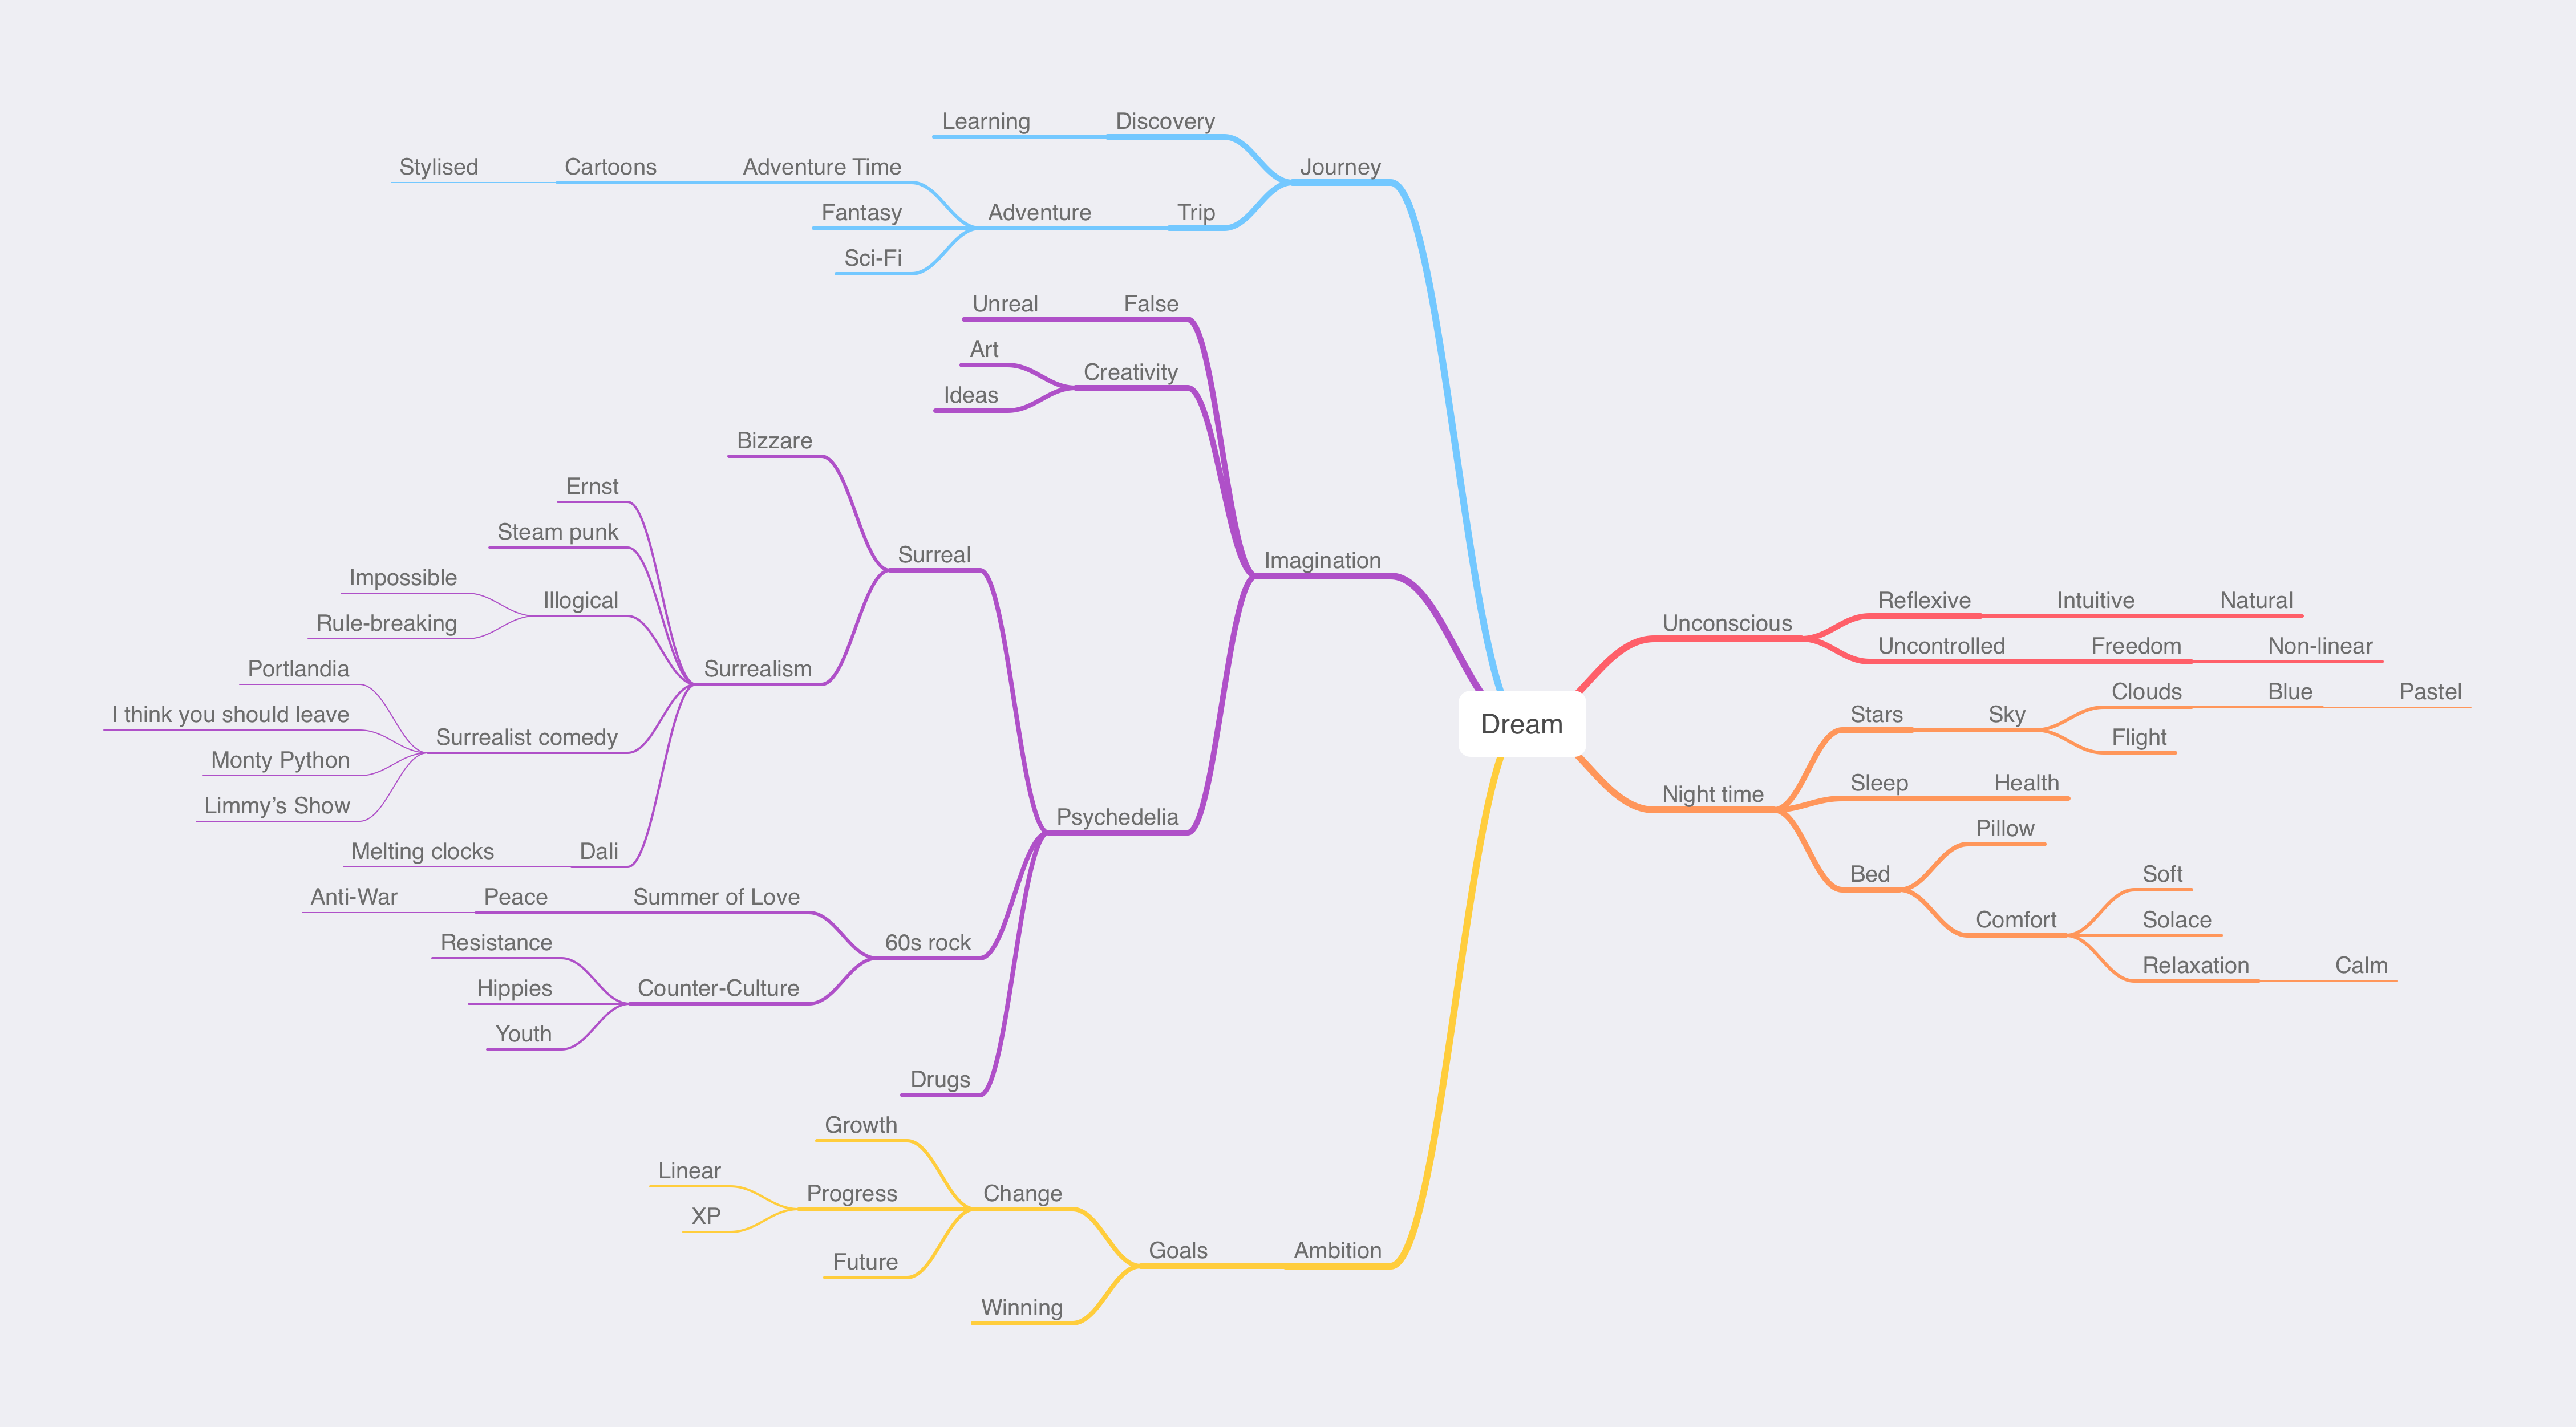 Dream
Journey
Discovery
Learning
Trip
Adventure
Adventure Time
Cartoons
Stylised
Fantasy
Sci-Fi
Imagination
False
Unreal
Creativity
Art
Ideas
Psychedelia
Surreal
Bizzare
Surrealism
Ernst
Steam punk
Illogical
Impossible
Rule-breaking
Surrealist comedy
Portlandia
I think you should leave
Monty Python
Limmy’s Show
Dali
Melting clocks
60s rock
Summer of Love
Peace
Anti-War
Counter-Culture
Resistance
Hippies
Youth
Drugs
Ambition
Goals
Change
Growth
Progress
Linear
XP
Future
Winning
Unconscious
Reflexive
Intuitive
Natural
Uncontrolled
Freedom
Non-linear
Night time
Stars
Sky
Clouds
Blue
Pastel
Flight
Sleep
Health
Bed
Pillow
Comfort
Soft
Solace
Relaxation
Calm